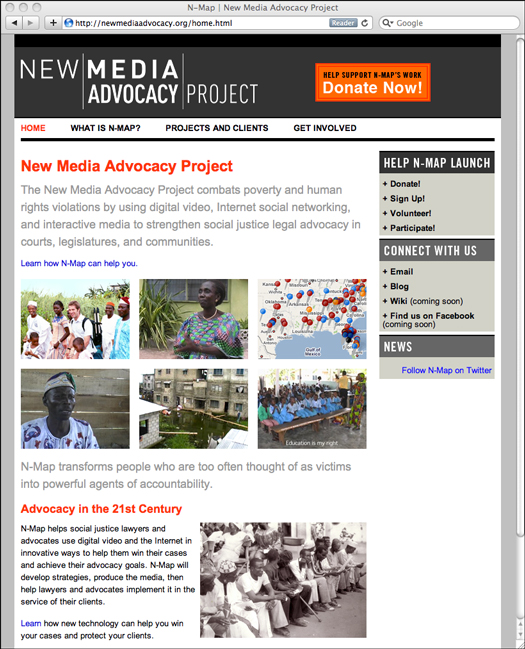 N-Map | New Media Advocacy Project
http://newmediaadvocacy.org/home.html
Reader
Google
NEW MEDIA
ADVOCACY PROJECT
HELP SUPPORT N-MAP'S WORK
Donate Now!
HOME WHAT IS N-MAP? PROJECTS AND CLIENTS GET INVOLVED
New Media Advocacy Project
The New Media Advocacy Project combats poverty and human
rights violations by using digital video, Internet social networking,
and interactive media to strengthen social justice legal advocacy in
courts, legislatures, and communities.
Learn how N-Map can help you.
Kansas
Missouri
Wichita
Oklahoma
Arkansas
Dallas
Texas
Houston
Gulf of
Mexico
Education is my right
N-Map transforms people who are too often thought of as victims
into powerful agents of accountability.
Advocacy in the 21st Century
N-Map helps social justice lawyers and
advocates use digital video and the Internet in
innovative ways to help them win their cases
and achieve their advocacy goals. N-Map will
develop strategies, produce the media, then
help lawyers and advocates implement it in the
service of their clients.
Learn how new technology can help you win
your cases and protect your clients.
HELP N-MAP LAUNCH
+ Donate!
+ Sign Up!
+ Volunteer!
+ Participate!
CONNECT WITH US
+ Email
+ Blog
+ Wiki (coming soon)
+ Find us on Facebook
(coming soon)
NEWS
Follow N-Map on Twitter